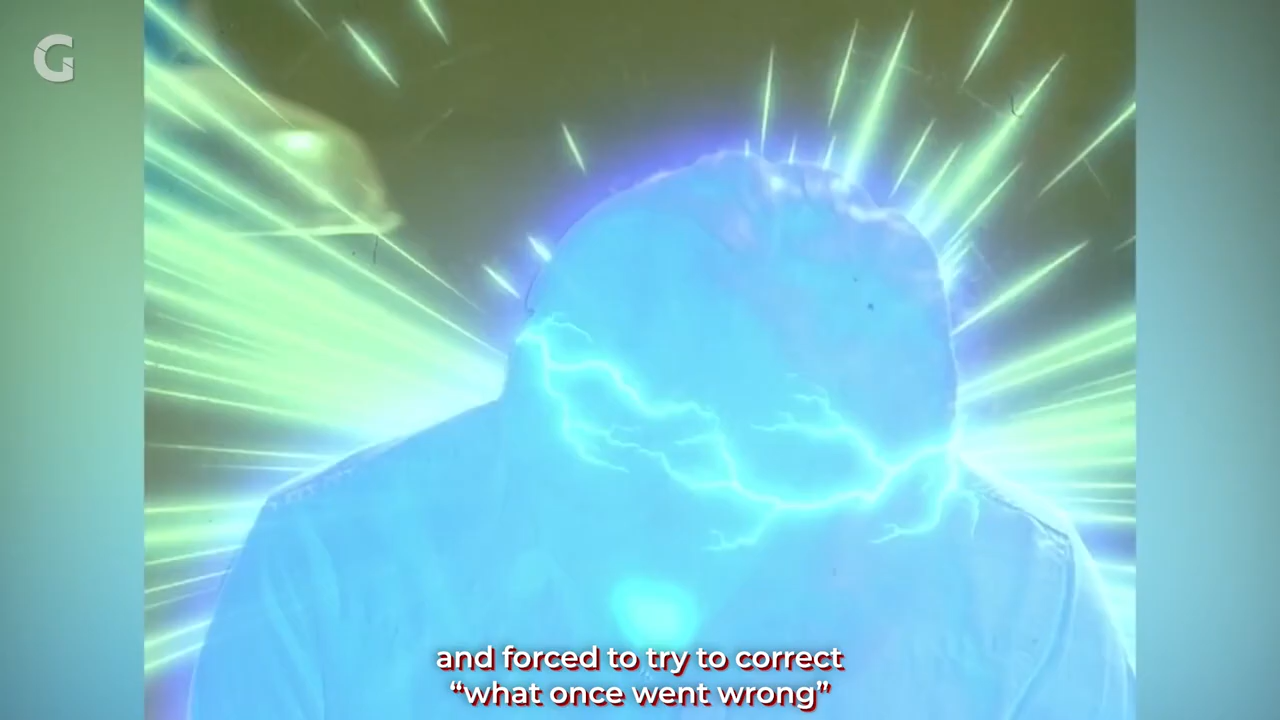 G
and forced to try to correct
“what once went wrong”